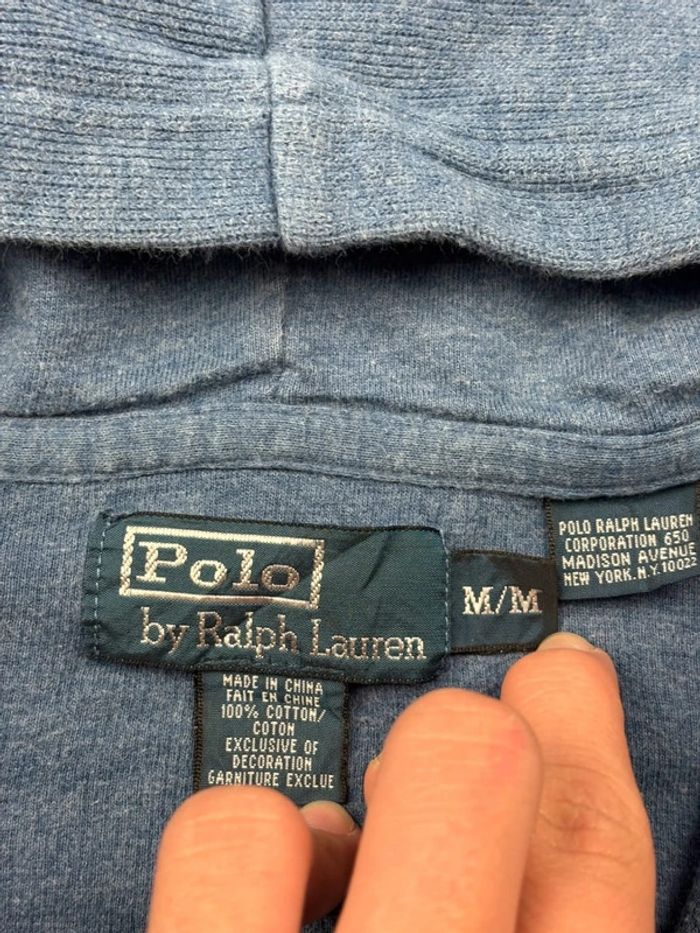 Polo
by Ralph Lauren
M/M
POLO RALPH LAUREN
CORPORATION 650
MADISON AVENUE
NEW YORK.N.Y.10022
MADE IN CHINA
FAIT EN CHINE
100% COTTON/
COTON
EXCLUSIVE OF
DECORATION
GARNITURE EXCLUE